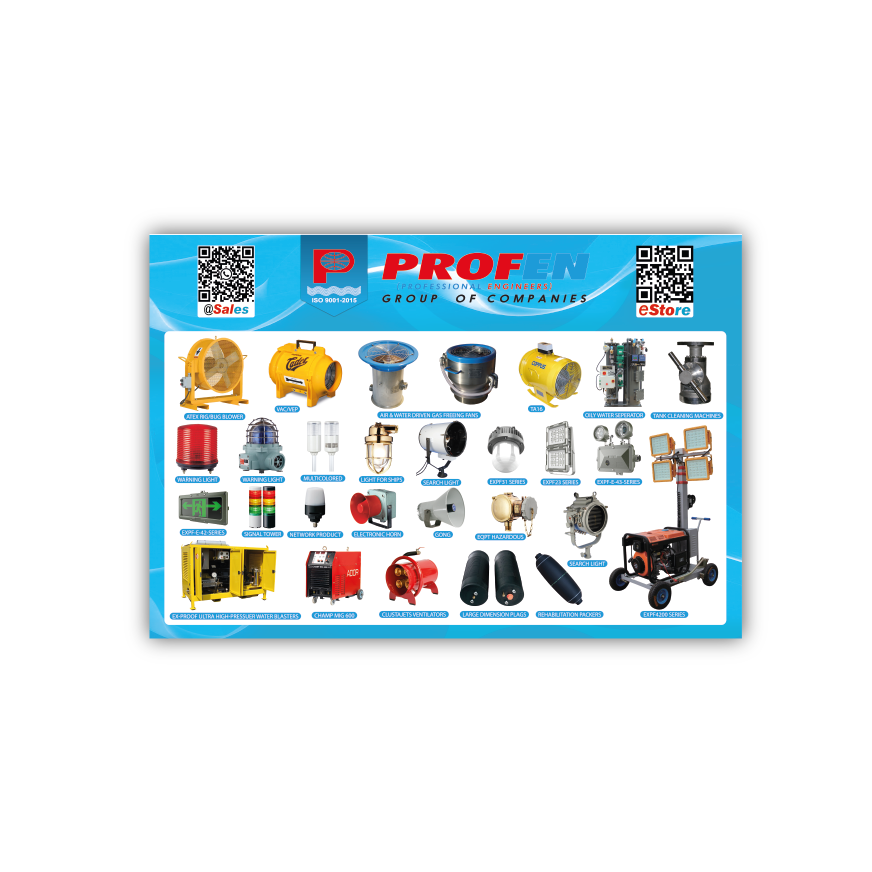 PROFEN
[PROFESSIONAL ENGINEERS]
GROUP OF COMPANIES
P
ISO 9001-2015
@Sales
eStore
ATEX RIG/BUG BLOWER
VAC/VEP
AIR & WATER DRIVEN GAS FREEING FANS
TA16
OILY WATER SEPERATOR
TANK CLEANING MACHINES
WARNING LIGHT
WARNING LIGHT
MULTICOLORED
LIGHT FOR SHIPS
SEARCH LIGHT
EXPF51 SERIES
EXPF23 SERIES
EXPF-E-43-SERIES
EXPF-E-42-SERIES
SIGNAL TOWER
NETWORK PRODUCT
ELECTRONIC HORN
GONG
EQPT HAZARDOUS
SEARCH LIGHT
EX-PROOF ULTRA HIGH-PRESSUER WATER BLASTERS
CHAMP MIG 600
CLUSTAJETS VENTILATORS
LARGE DIMENSION PLAGS
REHABILITATION PACKERS
EXPF4200 SERIES